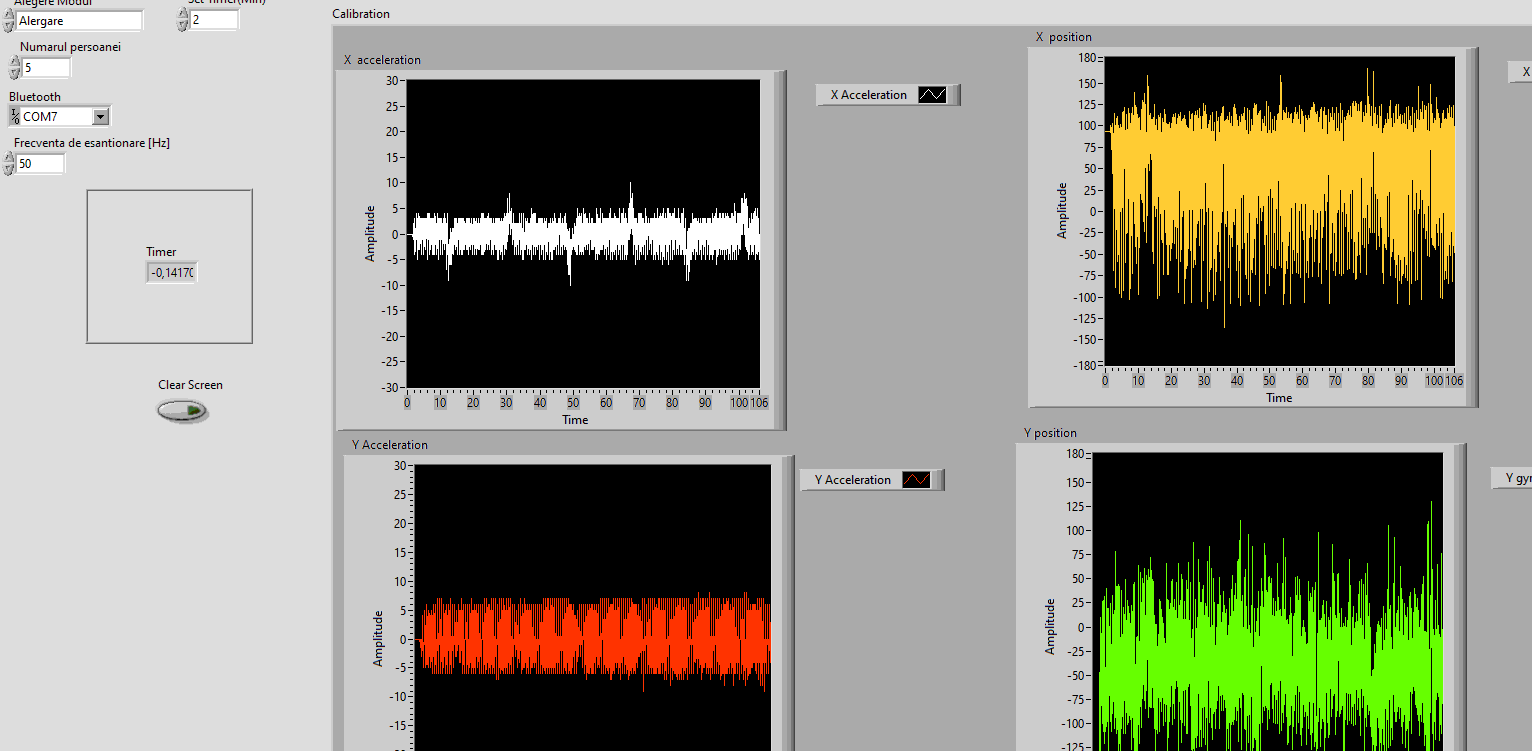 Alegere Modul
Alergare
Set Timer(Min)
2
Numarul persoanei
5
Bluetooth
I/O COM7
Frecventa de esantionare [Hz]
50
Timer
-0,1417
Clear Screen
Calibration
X acceleration
30
25
20
15
10
5
0
-5
-10
-15
-20
-25
-30
Amplitude
0 10 20 30 40 50 60 70 80 90 100 106
Time
X Acceleration
X position
180
150
125
100
75
50
25
0
-25
-50
-75
-100
-125
-150
-180
Amplitude
0 10 20 30 40 50 60 70 80 90 100 106
Time
X
Y Acceleration
30
25
20
15
10
5
0
-5
-10
-15
Amplitude
Y Acceleration
Y position
180
150
125
100
75
50
25
0
-25
-50
-75
-100
-125
Amplitude
Y gyr